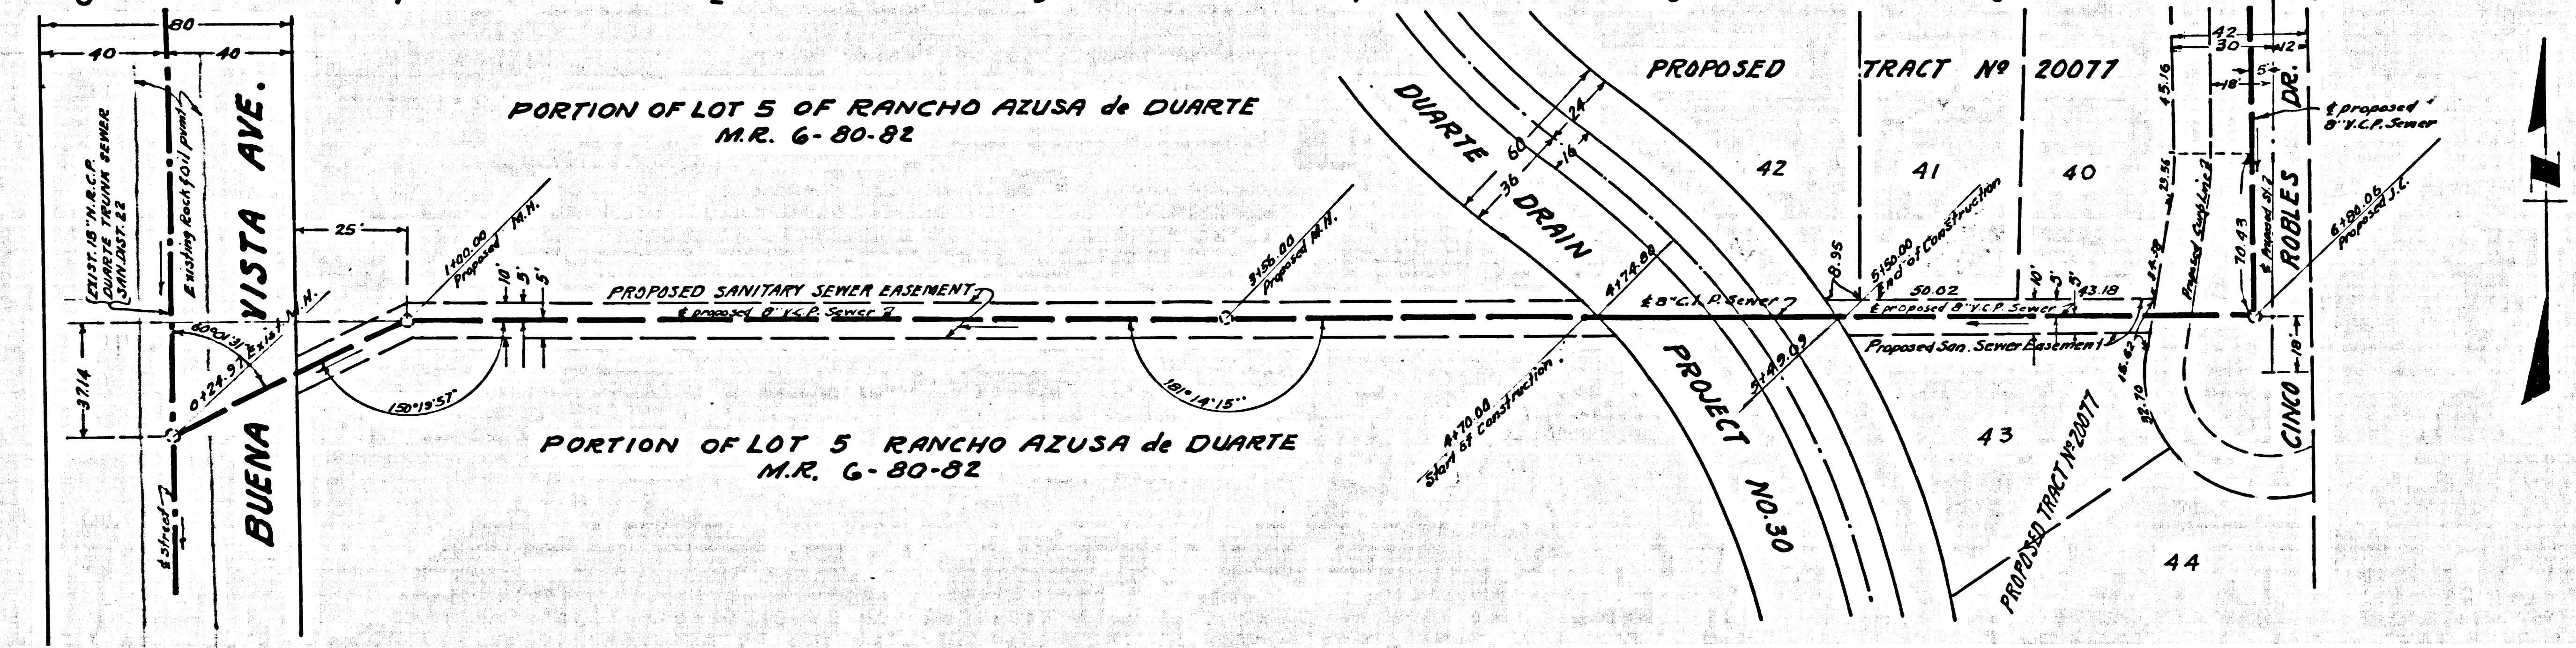 80
40
40
EXIST. 18" N.R.C.P.
DUARTE TRUNK SEWER
SAN. DIST. 22
Existing Rock & oil pvmt.
BUENA VISTA AVE.
60°01'31"
0+24.97 Exist. M.H.
37.14
℄ street
25'
1+00.00
Proposed M.H.
10'
5'
5'
PORTION OF LOT 5 OF RANCHO AZUSA de DUARTE
M.R. 6-80-82
PROPOSED SANITARY SEWER EASEMENT
℄ proposed 8" V.C.P. Sewer
150°19'57"
181°14'15"
3+56.00
Proposed M.H.
PORTION OF LOT 5 RANCHO AZUSA de DUARTE
M.R. 6-80-82
4+70.00
Start of Construction
DUARTE DRAIN
PROJECT NO. 30
60
24
16
36
4+74.88
℄ 8" C.I.P. Sewer
5+49.09
PROPOSED TRACT Nº 20077
42
41
40
8.95
5+50.00
End of Construction
50.02
10'
5'
5'
43.18
℄ proposed 8" V.C.P. Sewer
Proposed San. Sewer Easement
43
44
PROPOSED TRACT Nº 20077
42
30
12
5'
18'
45.16
23.56
15.62
92.70
Proposed Curb Line
70.43
18'
CINCO ROBLES DR.
℄ proposed
8" V.C.P. Sewer
6+80.06
Proposed J.C.
N